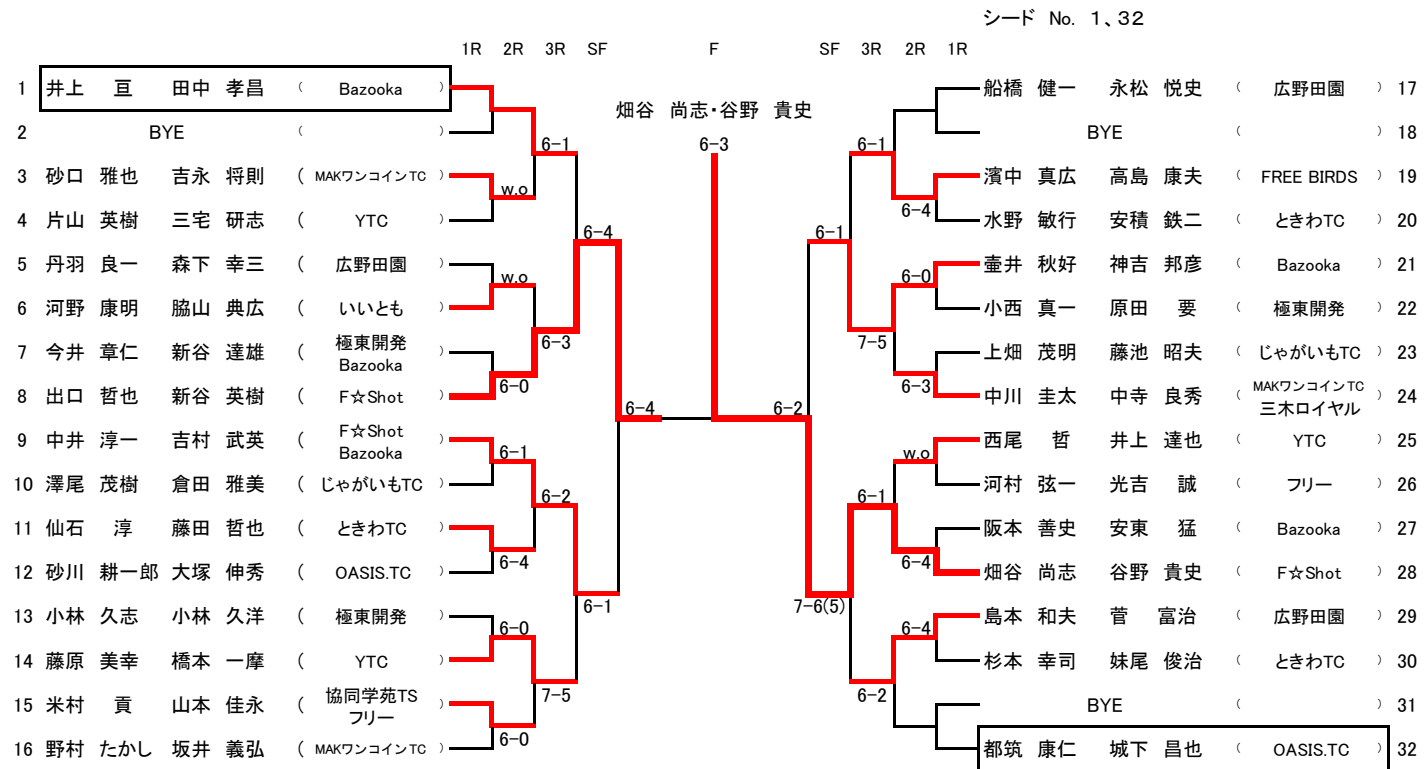 シード No. 1、32
1R 2R 3R SF F SF 3R 2R 1R
畑谷 尚志・谷野 貴史
6-3
1 井上 亘 田中 孝昌 ( Bazooka )
2 BYE ( )
6-1
3 砂口 雅也 吉永 将則 ( MAKワンコインTC )
w.o
4 片山 英樹 三宅 研志 ( YTC )
6-4
5 丹羽 良一 森下 幸三 ( 広野田園 )
w.o
6 河野 康明 脇山 典広 ( いいとも )
6-3
7 今井 章仁 新谷 達雄 ( 極東開発 Bazooka )
6-0
8 出口 哲也 新谷 英樹 ( F☆Shot )
6-4
9 中井 淳一 吉村 武英 ( F☆Shot Bazooka )
6-1
10 澤尾 茂樹 倉田 雅美 ( じゃがいもTC )
6-2
11 仙石 淳 藤田 哲也 ( ときわTC )
6-4
12 砂川 耕一郎 大塚 伸秀 ( OASIS.TC )
6-1
13 小林 久志 小林 久洋 ( 極東開発 )
6-0
14 藤原 美幸 橋本 一摩 ( YTC )
7-5
15 米村 貢 山本 佳永 ( 協同学苑TS フリー )
6-0
16 野村 たかし 坂井 義弘 ( MAKワンコインTC )
船橋 健一 永松 悦史 ( 広野田園 ) 17
BYE ( ) 18
6-1
濱中 真広 高島 康夫 ( FREE BIRDS ) 19
6-4
水野 敏行 安積 鉄二 ( ときわTC ) 20
6-1
壷井 秋好 神吉 邦彦 ( Bazooka ) 21
6-0
小西 真一 原田 要 ( 極東開発 ) 22
7-5
上畑 茂明 藤池 昭夫 ( じゃがいもTC ) 23
6-3
中川 圭太 中寺 良秀 ( MAKワンコインTC 三木ロイヤル ) 24
6-2
西尾 哲 井上 達也 ( YTC ) 25
w.o
河村 弦一 光吉 誠 ( フリー ) 26
6-1
阪本 善史 安東 猛 ( Bazooka ) 27
6-4
畑谷 尚志 谷野 貴史 ( F☆Shot ) 28
7-6(5)
島本 和夫 菅 富治 ( 広野田園 ) 29
6-4
杉本 幸司 妹尾 俊治 ( ときわTC ) 30
6-2
BYE ( ) 31
都筑 康仁 城下 昌也 ( OASIS.TC ) 32